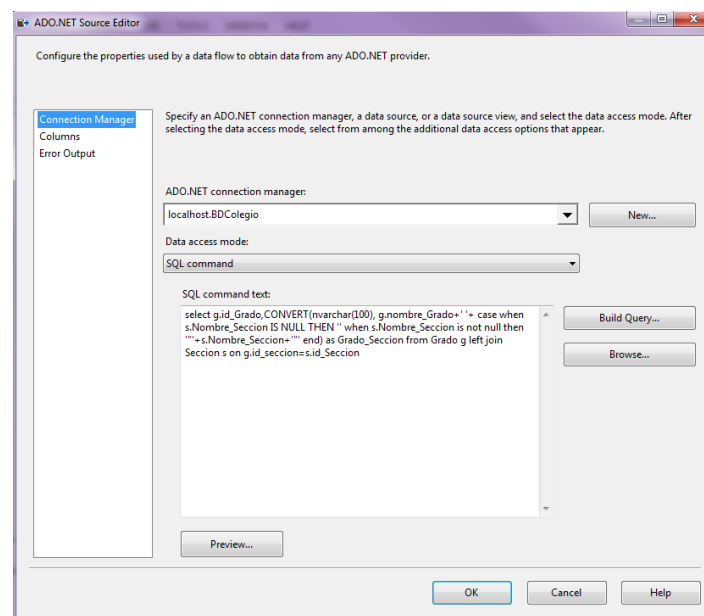 ADO.NET Source Editor
Configure the properties used by a data flow to obtain data from any ADO.NET provider.
Connection Manager
Columns
Error Output
Specify an ADO.NET connection manager, a data source, or a data source view, and select the data access mode. After
selecting the data access mode, select from among the additional data access options that appear.
ADO.NET connection manager:
localhost.BDColegio
New...
Data access mode:
SQL command
SQL command text:
select g.id_Grado,CONVERT(nvarchar(100), g.nombre_Grado+' '+ case when
s.Nombre_Seccion IS NULL THEN '' when s.Nombre_Seccion is not null then
'"'+s.Nombre_Seccion+'"' end) as Grado_Seccion from Grado g left join
Seccion s on g.id_seccion=s.id_Seccion
Build Query...
Browse...
Preview...
OK
Cancel
Help